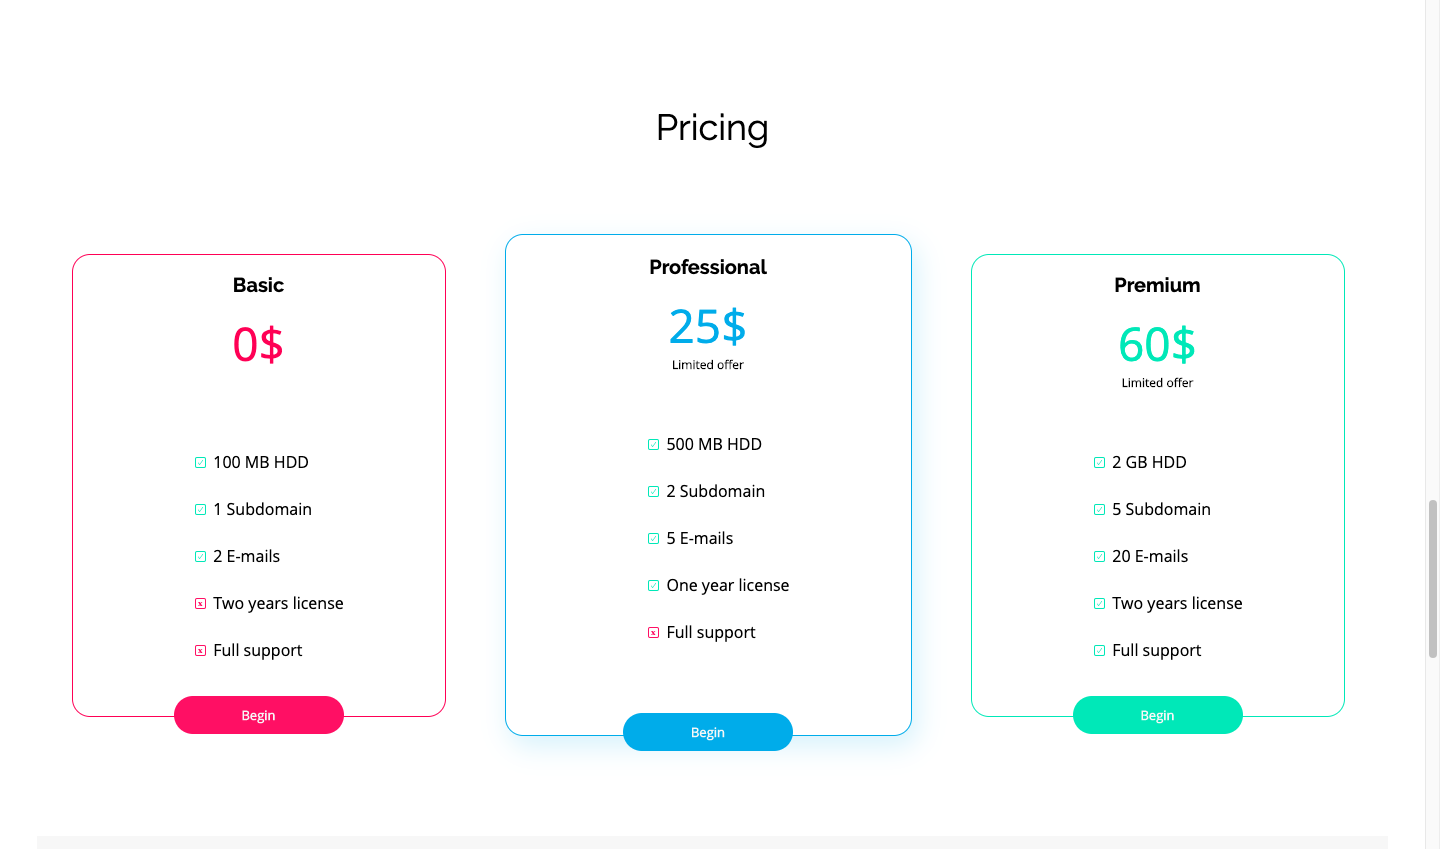 Pricing
Basic
0$
100 MB HDD
1 Subdomain
2 E-mails
Two years license
Full support
Begin
Professional
25$
Limited offer
500 MB HDD
2 Subdomain
5 E-mails
One year license
Full support
Begin
Premium
60$
Limited offer
2 GB HDD
5 Subdomain
20 E-mails
Two years license
Full support
Begin